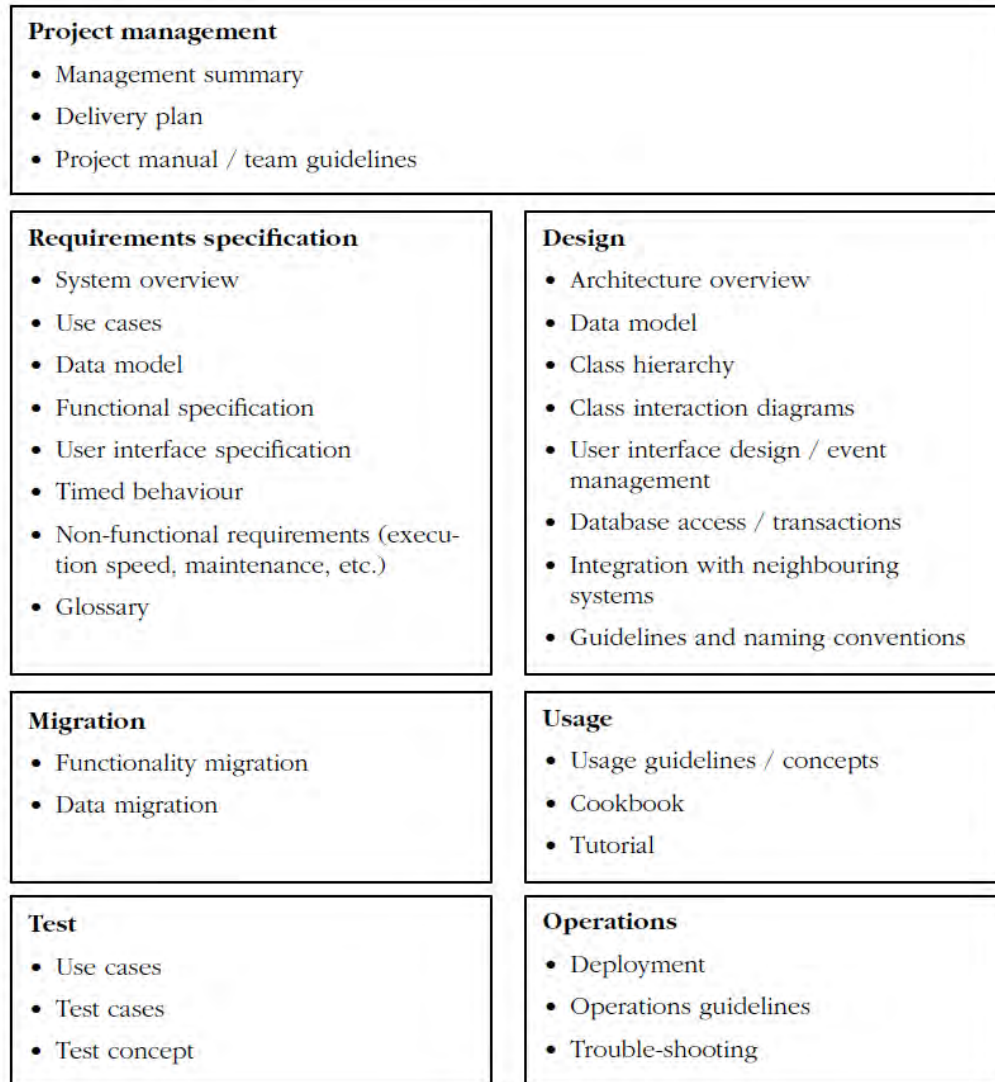 Project management
• Management summary
• Delivery plan
• Project manual / team guidelines
Requirements specification
• System overview
• Use cases
• Data model
• Functional specification
• User interface specification
• Timed behaviour
• Non-functional requirements (execu-
tion speed, maintenance, etc.)
• Glossary
Design
• Architecture overview
• Data model
• Class hierarchy
• Class interaction diagrams
• User interface design / event
management
• Database access / transactions
• Integration with neighbouring
systems
• Guidelines and naming conventions
Migration
• Functionality migration
• Data migration
Usage
• Usage guidelines / concepts
• Cookbook
• Tutorial
Test
• Use cases
• Test cases
• Test concept
Operations
• Deployment
• Operations guidelines
• Trouble-shooting